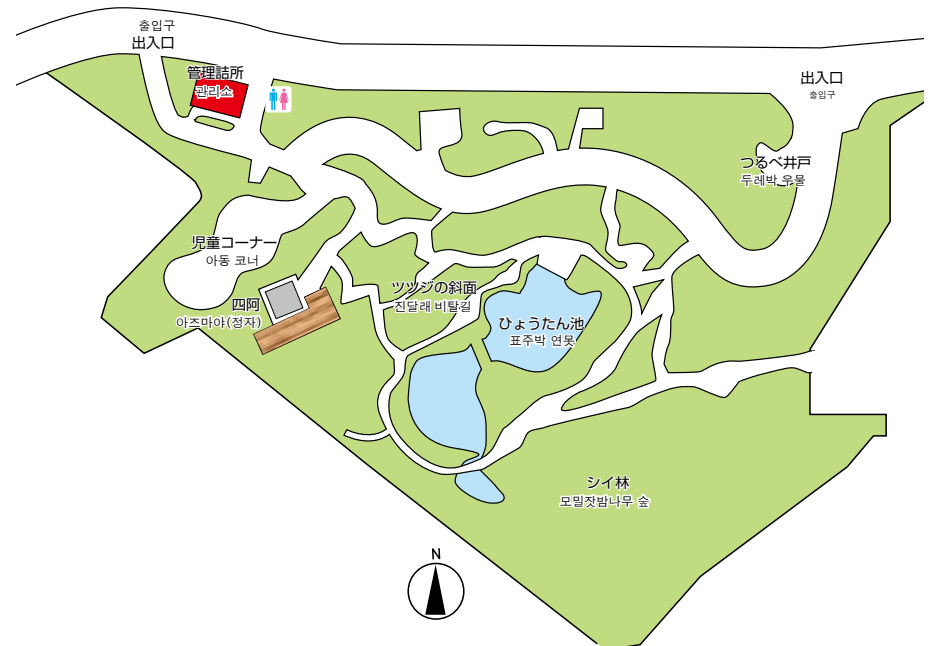 출입구
出入口
管理詰所
관리소
出入口
출입구
つるべ井戸
두레박 우물
児童コーナー
아동 코너
四阿
아즈마야(정자)
ツツジの斜面
진달래 비탈길
ひょうたん池
표주박 연못
シイ林
모밀잣밤나무 숲
N